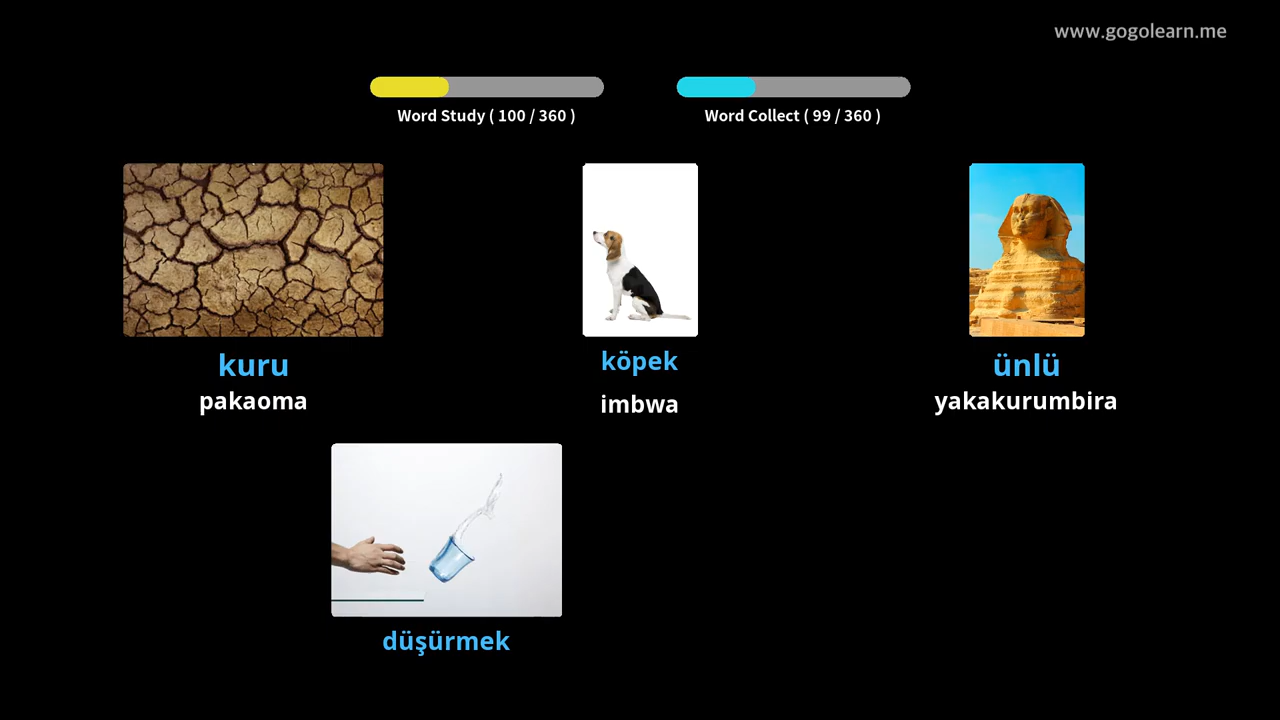 www.gogolearn.me
Word Study ( 100 / 360 )
Word Collect ( 99 / 360 )
kuru
pakaoma
köpek
imbwa
ünlü
yakakurumbira
düşürmek